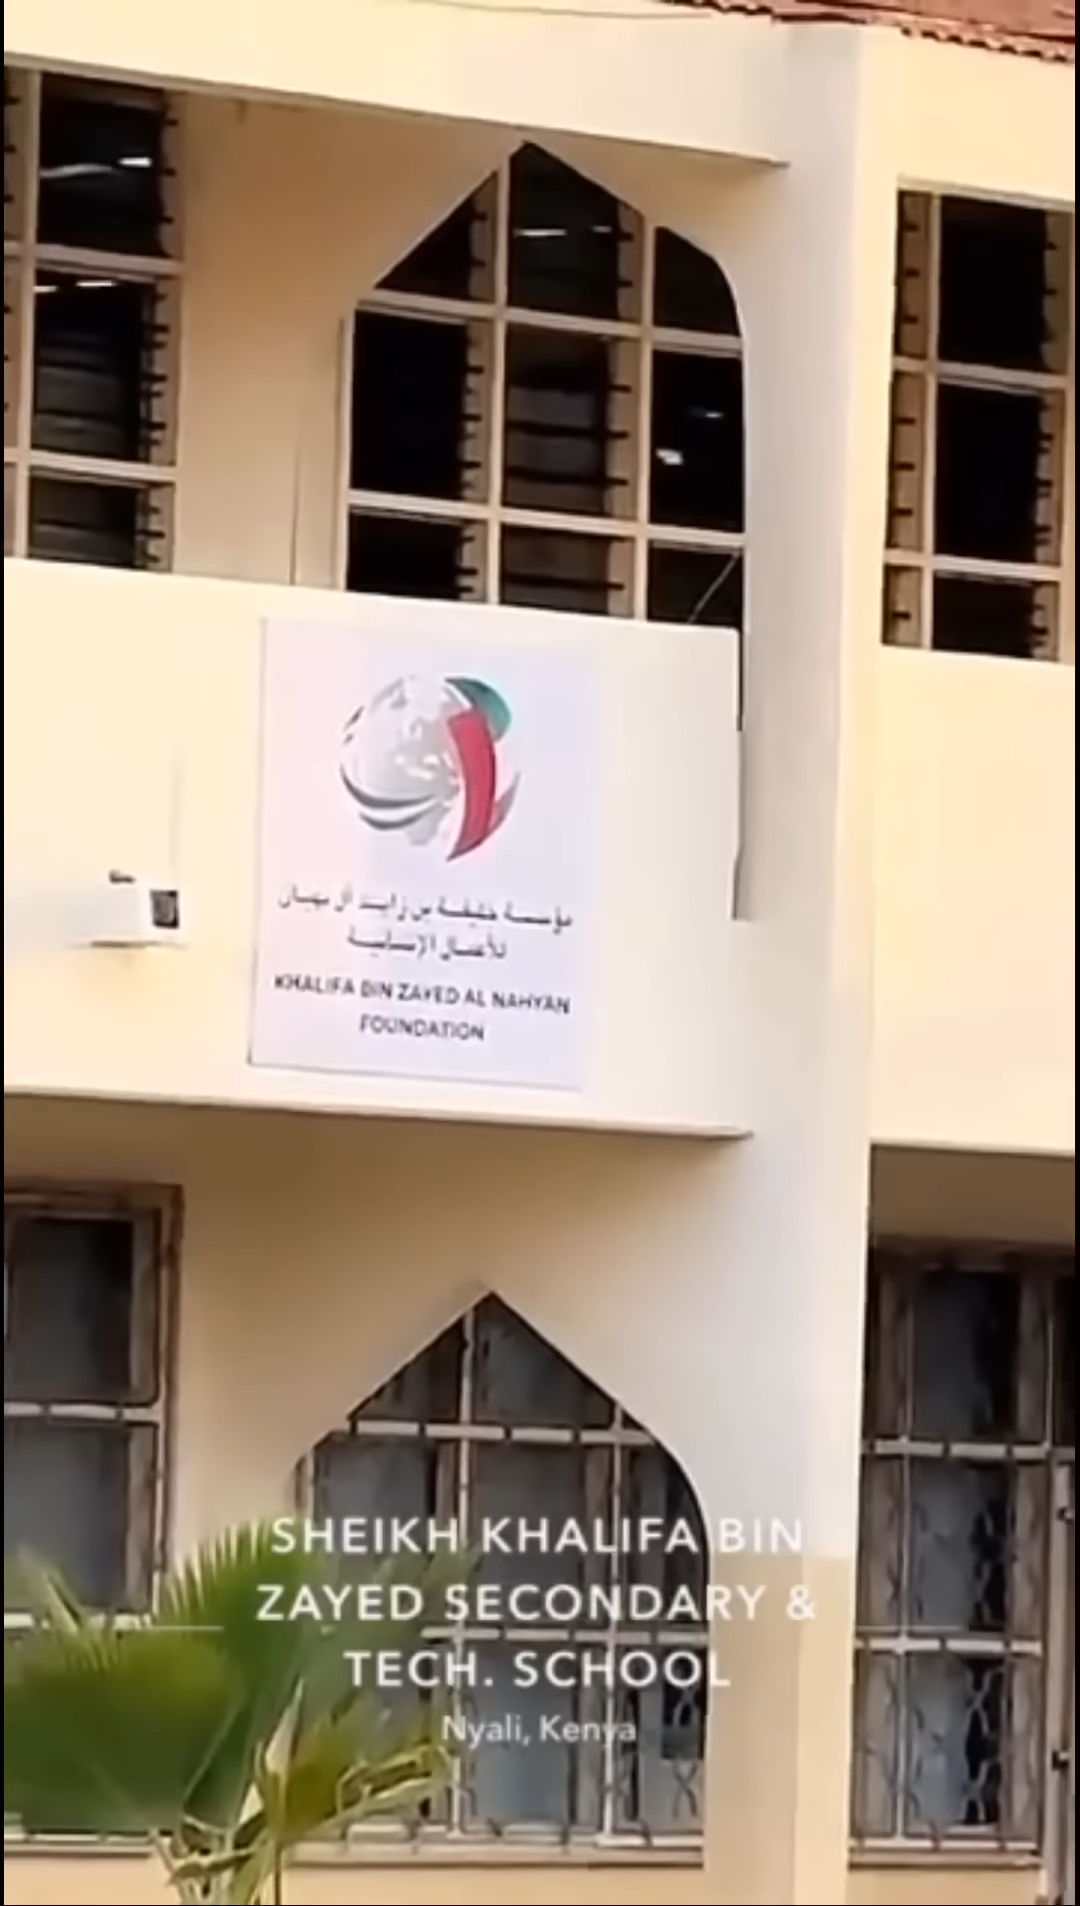 مؤسسة خليفة بن زايد آل نهيان
للأعمال الإنسانية
KHALIFA BIN ZAYED AL NAHYAN
FOUNDATION
SHEIKH KHALIFA BIN
ZAYED SECONDARY &
TECH. SCHOOL
Nyali, Kenya